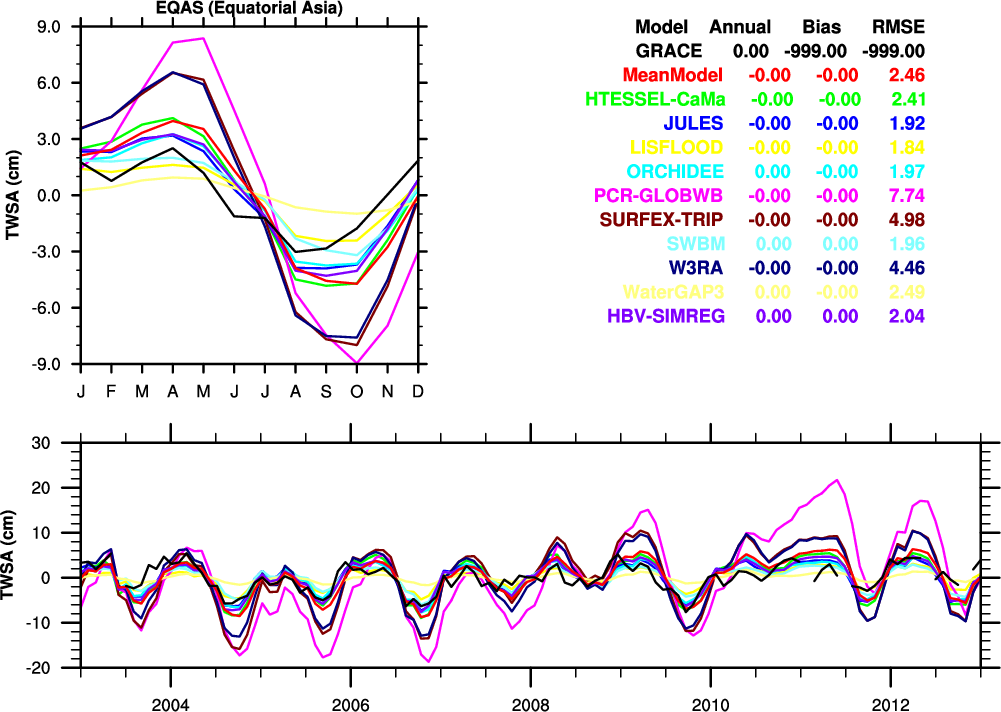 EQAS (Equatorial Asia)
9.0
6.0
3.0
0.0
-3.0
-6.0
-9.0
TWSA (cm)
J F M A M J J A S O N D
Model Annual Bias RMSE
GRACE 0.00 -999.00 -999.00
MeanModel -0.00 -0.00 2.46
HTESSEL-CaMa -0.00 -0.00 2.41
JULES -0.00 -0.00 1.92
LISFLOOD -0.00 -0.00 1.84
ORCHIDEE -0.00 -0.00 1.97
PCR-GLOBWB -0.00 -0.00 7.74
SURFEX-TRIP -0.00 -0.00 4.98
SWBM 0.00 0.00 1.96
W3RA -0.00 -0.00 4.46
WaterGAP3 0.00 -0.00 2.49
HBV-SIMREG 0.00 0.00 2.04
30
20
10
0
-10
-20
TWSA (cm)
2004 2006 2008 2010 2012